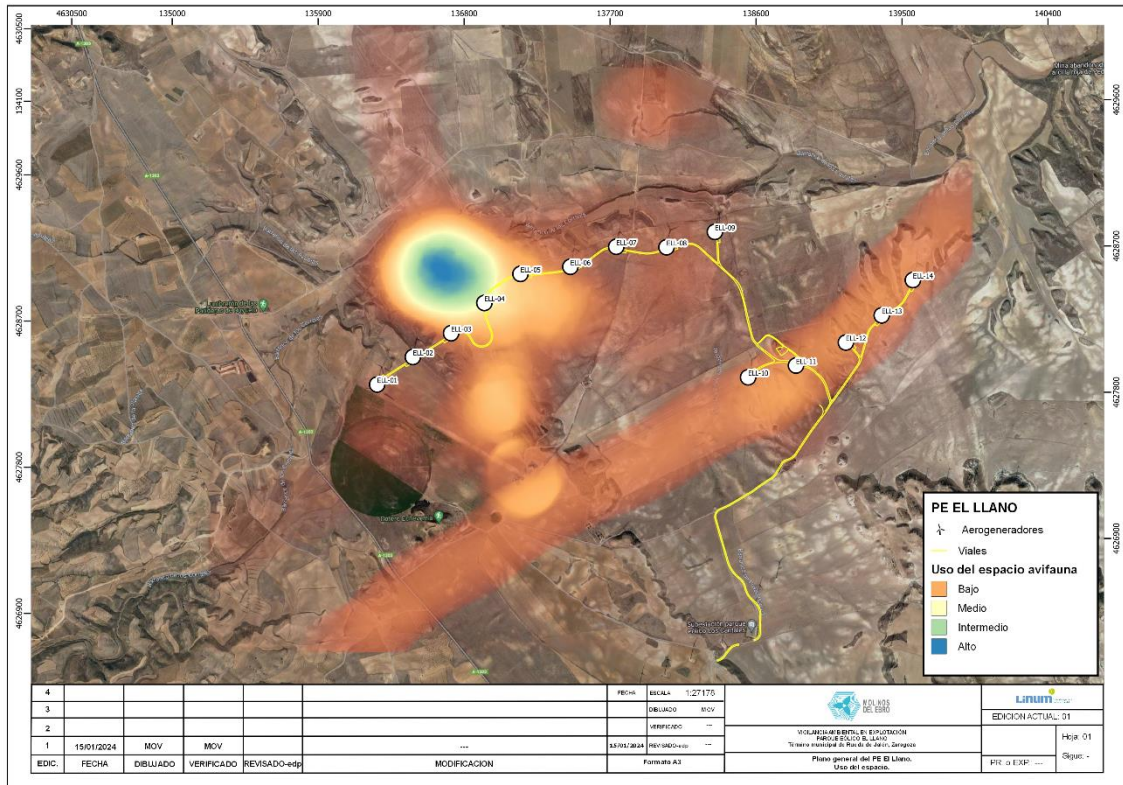 4630500
135000
135900
136800
137700
138600
139500
140400
4630500
134100
4629600
4628700
4627800
4626900
4629600
4628700
4627800
4626900
A-1303
ELL-09
ELL-07
ELL-08
ELL-06
ELL-05
ELL-14
ELL-04
ELL-13
ELL-03
ELL-12
ELL-02
ELL-11
ELL-01
ELL-10
PE EL LLANO
Aerogeneradores
Viales
Uso del espacio avifauna
Bajo
Medio
Intermedio
Alto
4
3
2
1 15/01/2024 MOV MOV --- 15/01/2024 REVISADO-edp ---
EDIC. FECHA DIBUJADO VERIFICADO REVISADO-edp MODIFICACION Formato A3
FECHA ESCALA 1:27175
DIBUJADO MOV
VERIFICADO ---
MOLINOS DEL EBRO
VIGILANCIA AMBIENTAL EN EXPLOTACIÓN
PARQUE EÓLICO EL LLANO
Término municipal de Rueda de Jalón, Zaragoza
Plano general del PE El Llano.
Uso del espacio.
Linum
EDICION ACTUAL: 01
PR. o EXP.: ---
Hoja: 01
Sigue: -